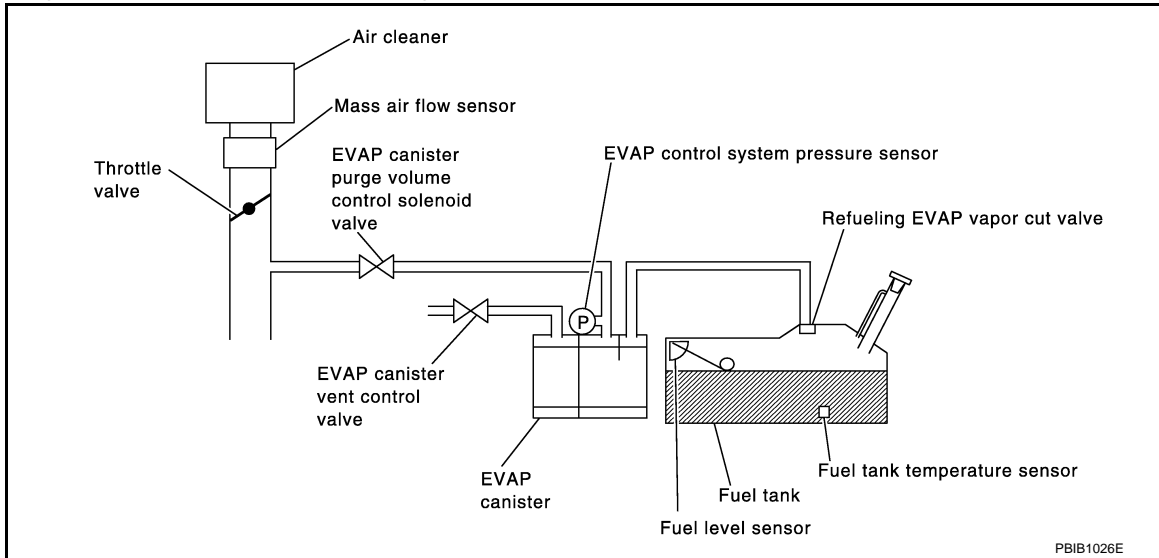 Air cleaner
Mass air flow sensor
Throttle
valve
EVAP canister
purge volume
control solenoid
valve
EVAP control system pressure sensor
Refueling EVAP vapor cut valve
P
EVAP canister
vent control
valve
EVAP
canister
Fuel tank temperature sensor
Fuel tank
Fuel level sensor
PBIB1026E